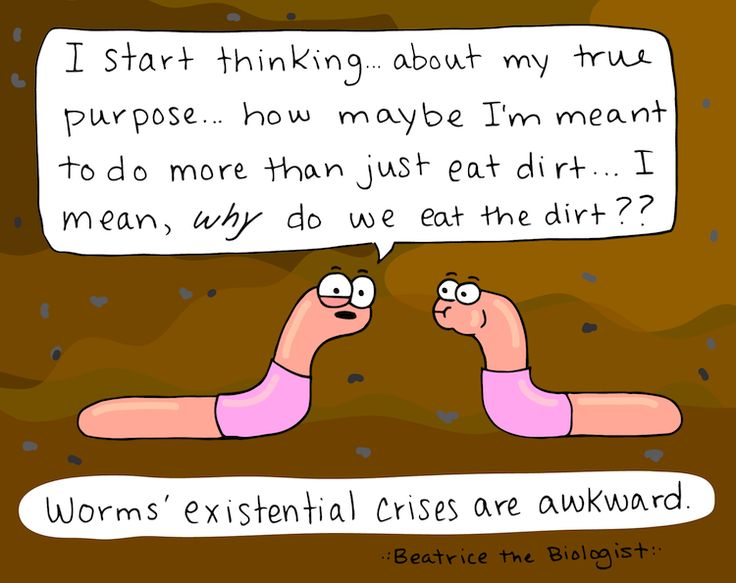 I start thinking... about my true
purpose... how maybe I'm meant
to do more than just eat dirt... I
mean, why do we eat the dirt??
Worms' existential crises are awkward.
.:Beatrice the Biologist:.